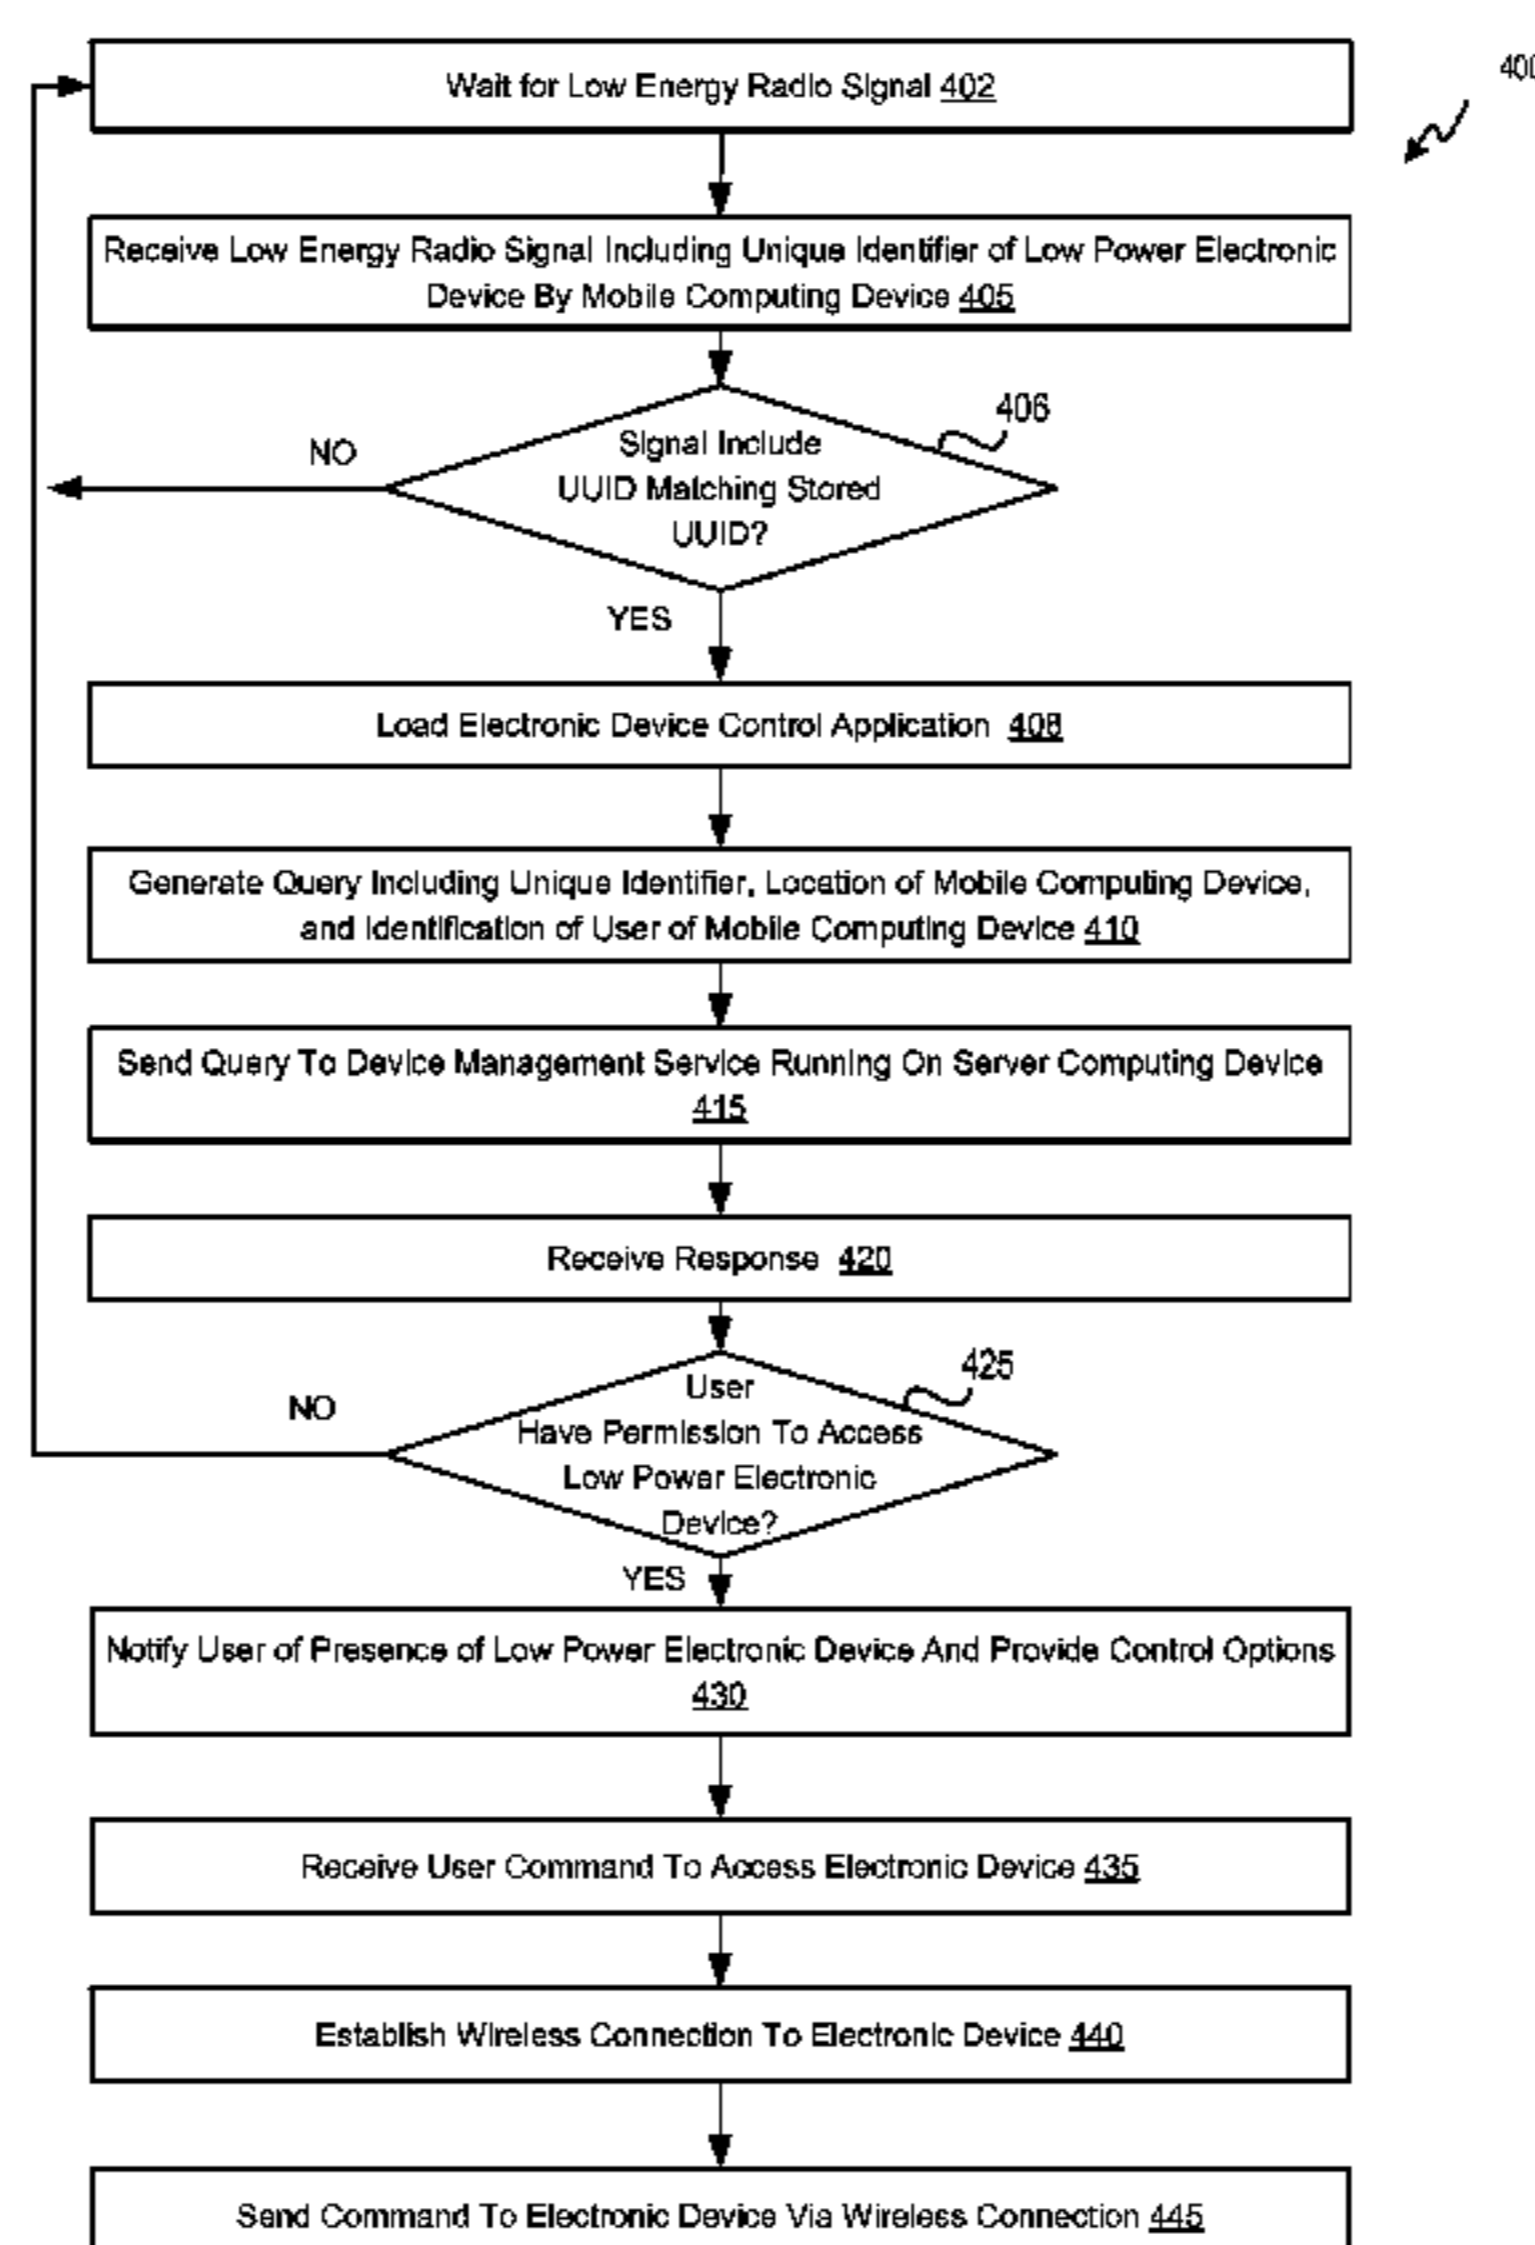 Wait for Low Energy Radio Signal 402
400
Receive Low Energy Radio Signal Including Unique Identifier of Low Power Electronic
Device By Mobile Computing Device 405
406
Signal Include
UUID Matching Stored
UUID?
NO
YES
Load Electronic Device Control Application 408
Generate Query Including Unique Identifier, Location of Mobile Computing Device,
and Identification of User of Mobile Computing Device 410
Send Query To Device Management Service Running On Server Computing Device
415
Receive Response 420
425
User
Have Permission To Access
Low Power Electronic
Device?
NO
YES
Notify User of Presence of Low Power Electronic Device And Provide Control Options
430
Receive User Command To Access Electronic Device 435
Establish Wireless Connection To Electronic Device 440
Send Command To Electronic Device Via Wireless Connection 445